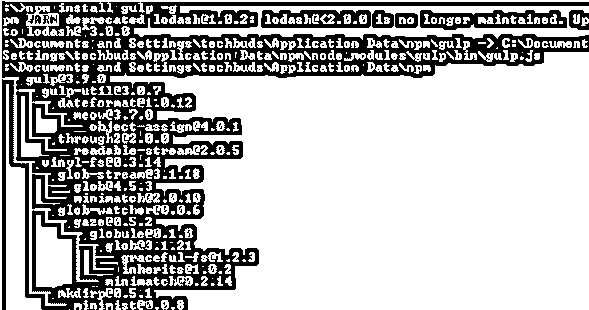 :\>npm install gulp -g
pm WARN deprecated lodash@1.0.2: lodash@<2.0.0 is no longer maintained. Up
to lodash@^3.0.0
:\Documents and Settings\techbuds\Application Data\npm\gulp -> C:\Document
Settings\techbuds\Application Data\npm\node_modules\gulp\bin\gulp.js
:\Documents and Settings\techbuds\Application Data\npm
gulp@3.9.0
gulp-util@3.0.7
dateformat@1.0.12
meow@3.7.0
object-assign@4.0.1
through2@2.0.0
readable-stream@2.0.5
vinyl-fs@0.3.14
glob-stream@3.1.18
glob@4.5.3
minimatch@2.0.10
glob-watcher@0.0.6
gaze@0.5.2
globule@0.1.0
glob@3.1.21
graceful-fs@1.2.3
inherits@1.0.2
minimatch@0.2.14
mkdirp@0.5.1
minimist@0.0.8